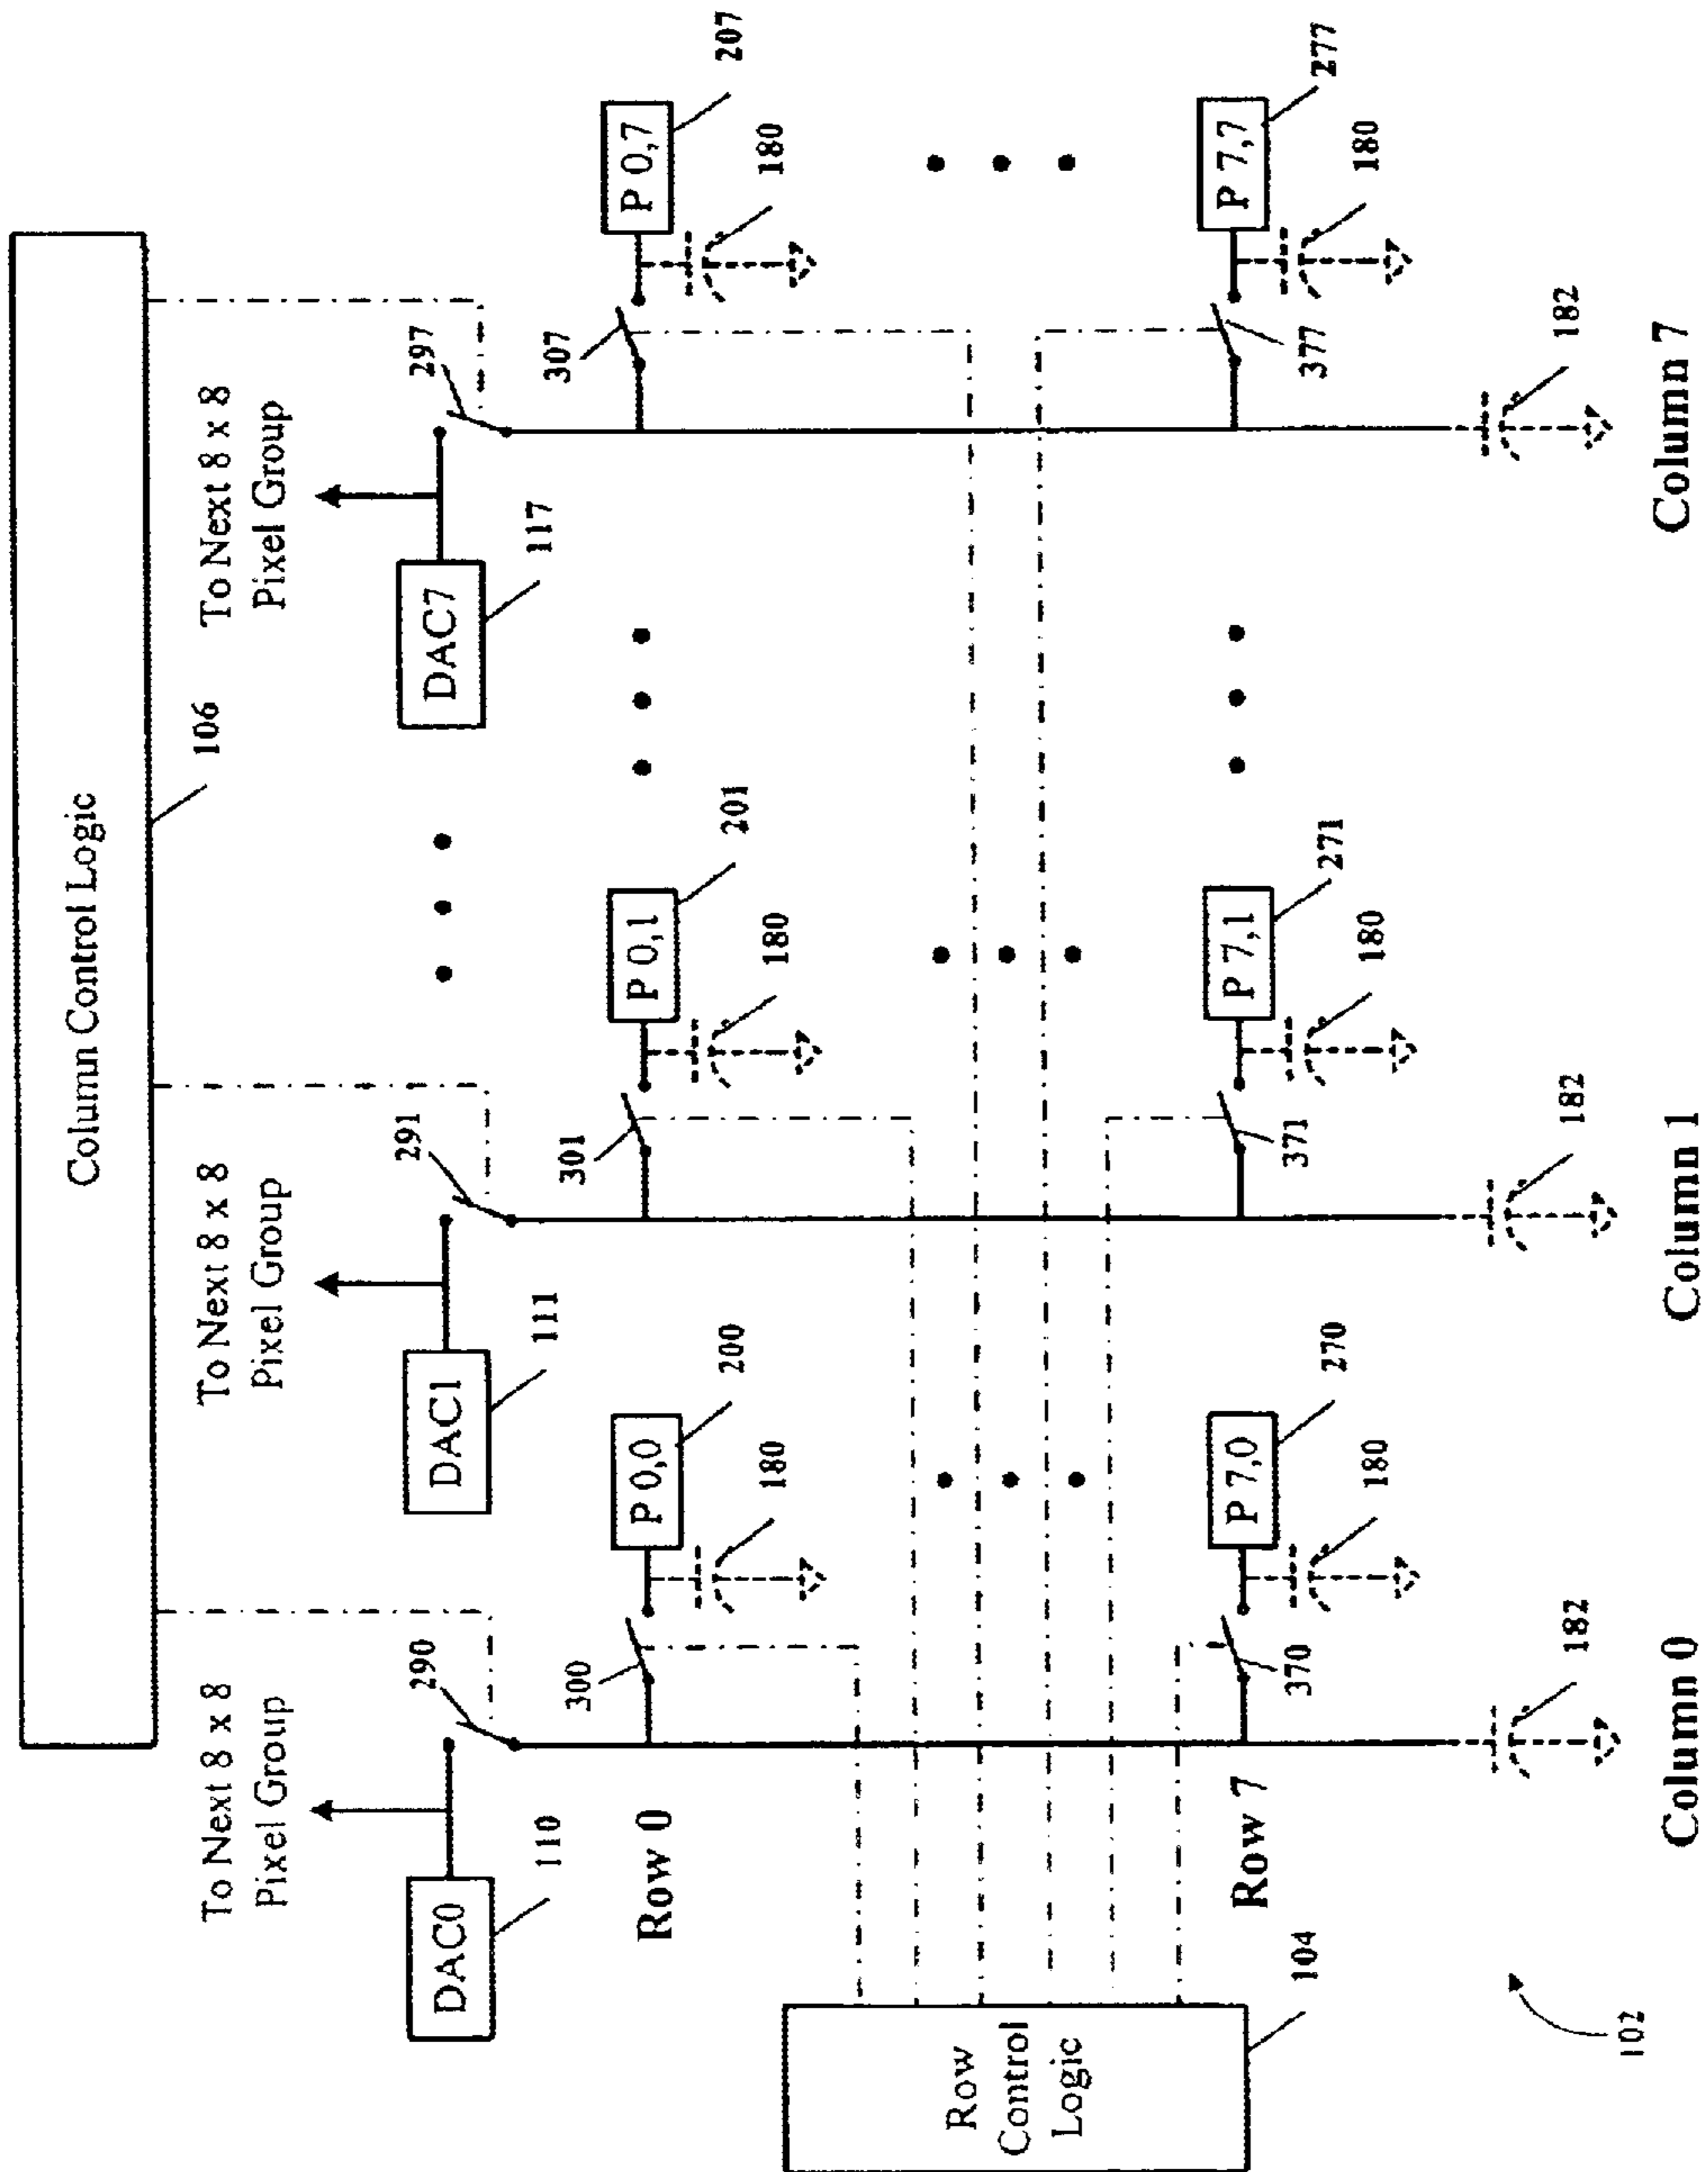 Column Control Logic
106
To Next 8 x 8
Pixel Group
To Next 8 x 8
Pixel Group
To Next 8 x 8
Pixel Group
290
291
297
DAC0
DAC1
DAC7
110
111
117
Row 0
300
P 0,0
200
180
301
P 0,1
201
180
307
P 0,7
207
180
Row
Control
Logic
104
Row 7
370
P 7,0
270
180
371
P 7,1
271
180
377
P 7,7
277
180
182
182
182
102
Column 0
Column 1
Column 7